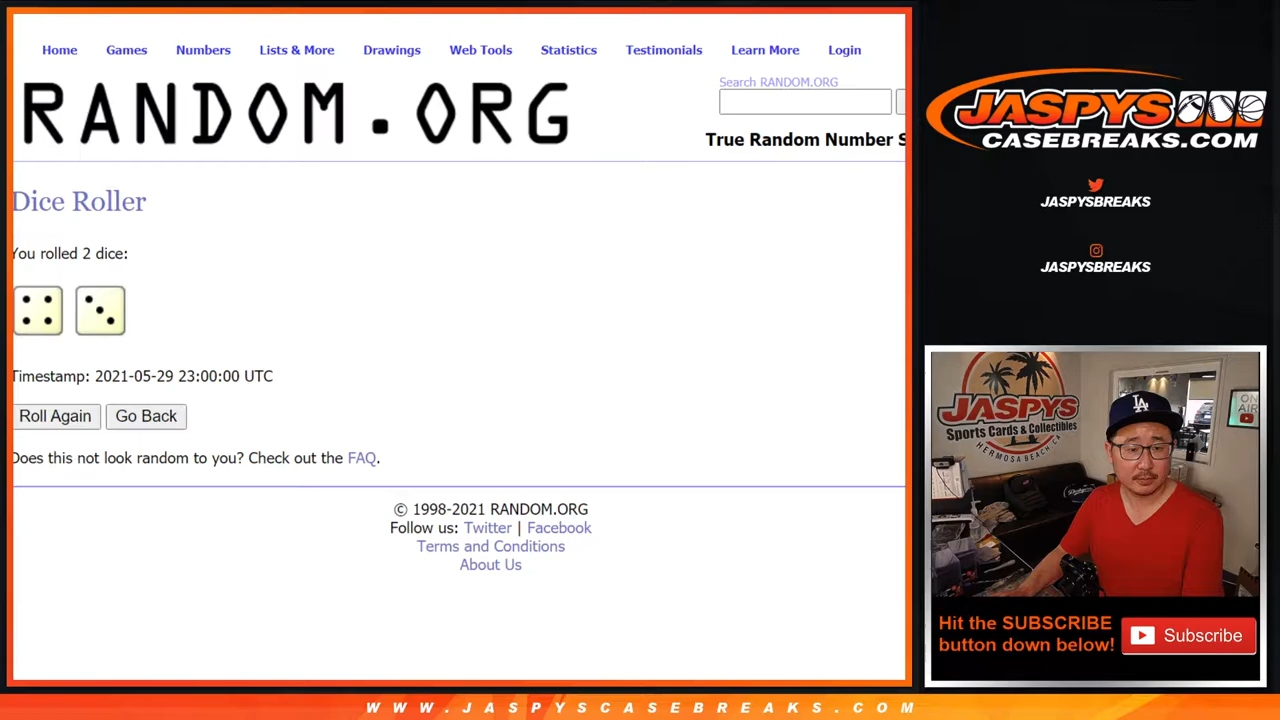 Home Games Numbers Lists & More Drawings Web Tools Statistics Testimonials Learn More Login
RANDOM.ORG
Search RANDOM.ORG
True Random Number S
Dice Roller
You rolled 2 dice:
Timestamp: 2021-05-29 23:00:00 UTC
Roll Again Go Back
Does this not look random to you? Check out the FAQ.
© 1998-2021 RANDOM.ORG
Follow us: Twitter | Facebook
Terms and Conditions
About Us
JASPYS
CASEBREAKS.COM
JASPYSBREAKS
JASPYSBREAKS
JASPYS
Sports Cards & Collectibles
HERMOSA BEACH, CA
LA
ON
AIR
Hit the SUBSCRIBE
button down below!
Subscribe
WWW.JASPYSCASEBREAKS.COM